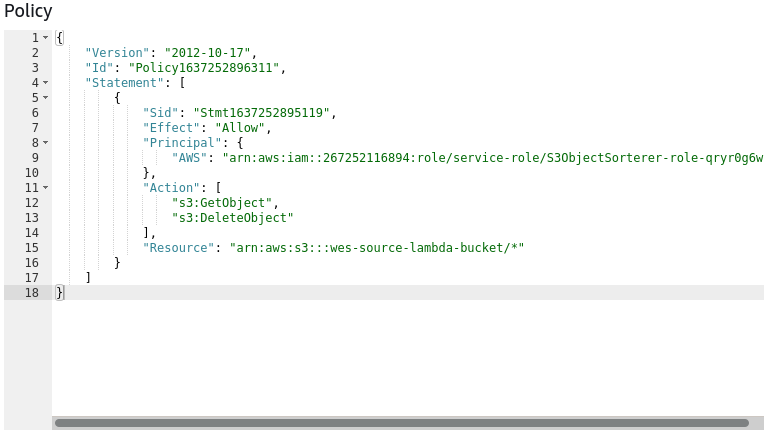 Policy
1 {
2 "Version": "2012-10-17",
3 "Id": "Policy1637252896311",
4 "Statement": [
5 {
6 "Sid": "Stmt1637252895119",
7 "Effect": "Allow",
8 "Principal": {
9 "AWS": "arn:aws:iam::267252116894:role/service-role/S3ObjectSorterer-role-qryr0g6w
10 },
11 "Action": [
12 "s3:GetObject",
13 "s3:DeleteObject"
14 ],
15 "Resource": "arn:aws:s3:::wes-source-lambda-bucket/*"
16 }
17 ]
18 }